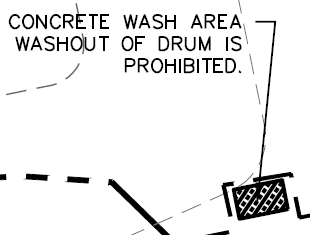 CONCRETE WASH AREA
WASHOUT OF DRUM IS
PROHIBITED.